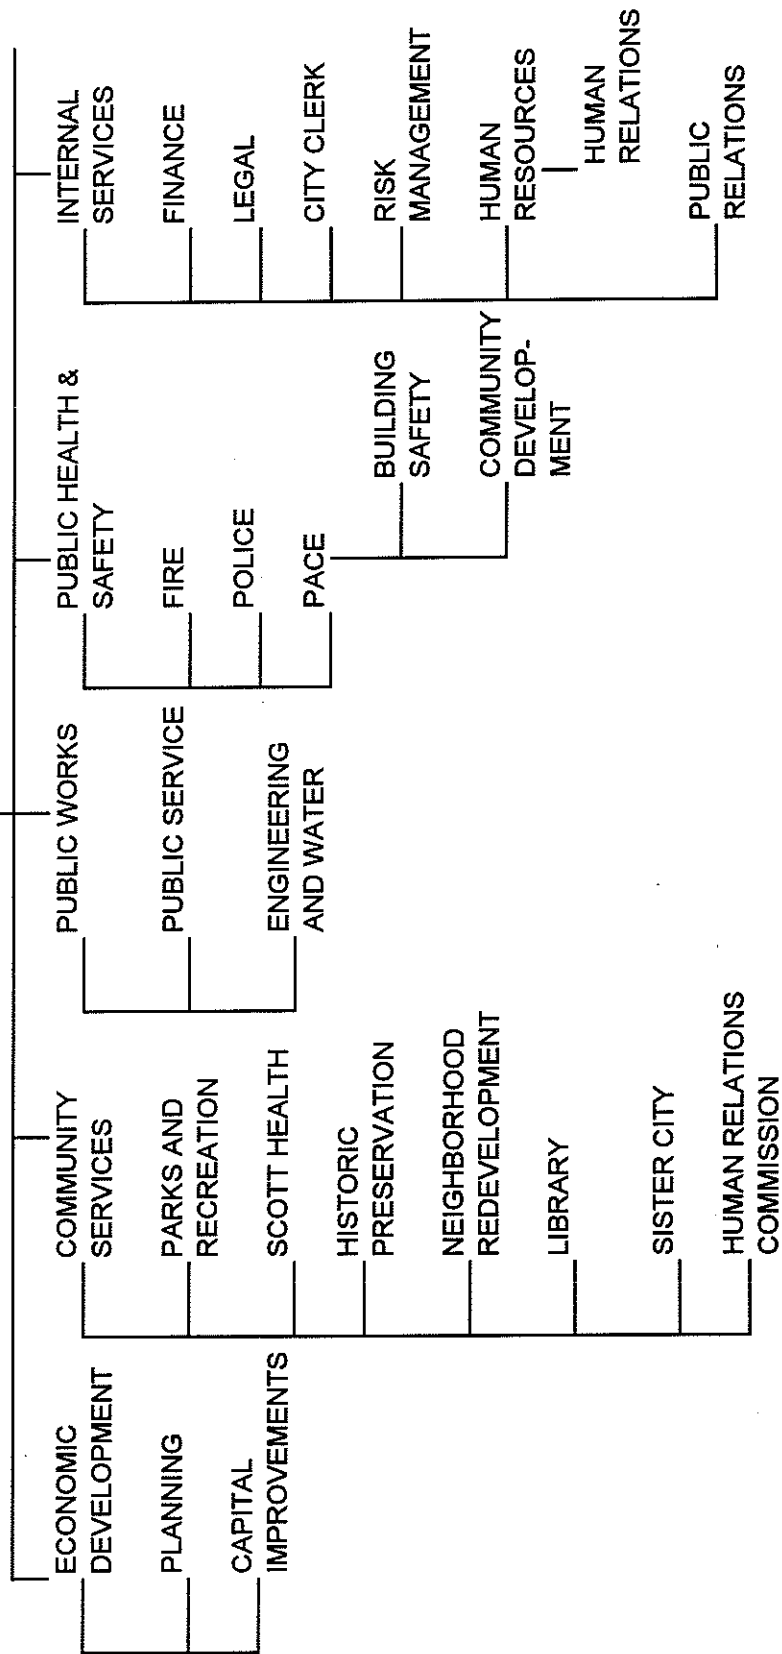 ECONOMIC
DEVELOPMENT
PLANNING
CAPITAL
IMPROVEMENTS
COMMUNITY
SERVICES
PARKS AND
RECREATION
SCOTT HEALTH
HISTORIC
PRESERVATION
NEIGHBORHOOD
REDEVELOPMENT
LIBRARY
SISTER CITY
HUMAN RELATIONS
COMMISSION
PUBLIC WORKS
PUBLIC SERVICE
ENGINEERING
AND WATER
PUBLIC HEALTH &
SAFETY
FIRE
POLICE
PACE
BUILDING
SAFETY
COMMUNITY
DEVELOP-
MENT
INTERNAL
SERVICES
FINANCE
LEGAL
CITY CLERK
RISK
MANAGEMENT
HUMAN
RESOURCES
HUMAN
RELATIONS
PUBLIC
RELATIONS